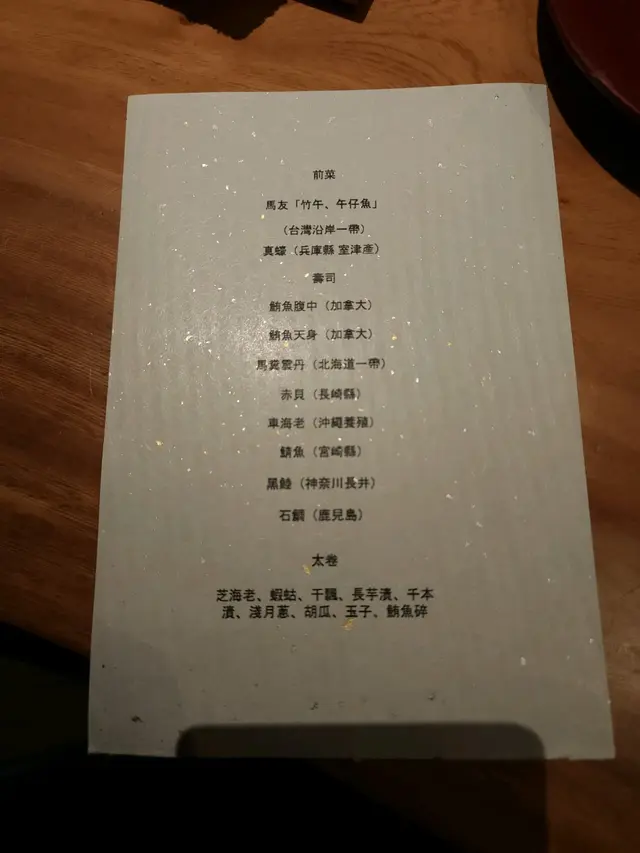 前菜
馬友「竹午、午仔魚」
（台灣沿岸一帶）
真蠔（兵庫縣 室津產）
壽司
鮪魚腹中（加拿大）
鮪魚天身（加拿大）
馬糞雲丹（北海道一帶）
赤貝（長崎縣）
車海老（沖繩養殖）
鯖魚（宮崎縣）
黑鯥（神奈川長井）
石鯛（鹿兒島）
太卷
芝海老、蝦蛄、干瓢、長芋漬、千本
漬、淺月蔥、胡瓜、玉子、鮪魚碎